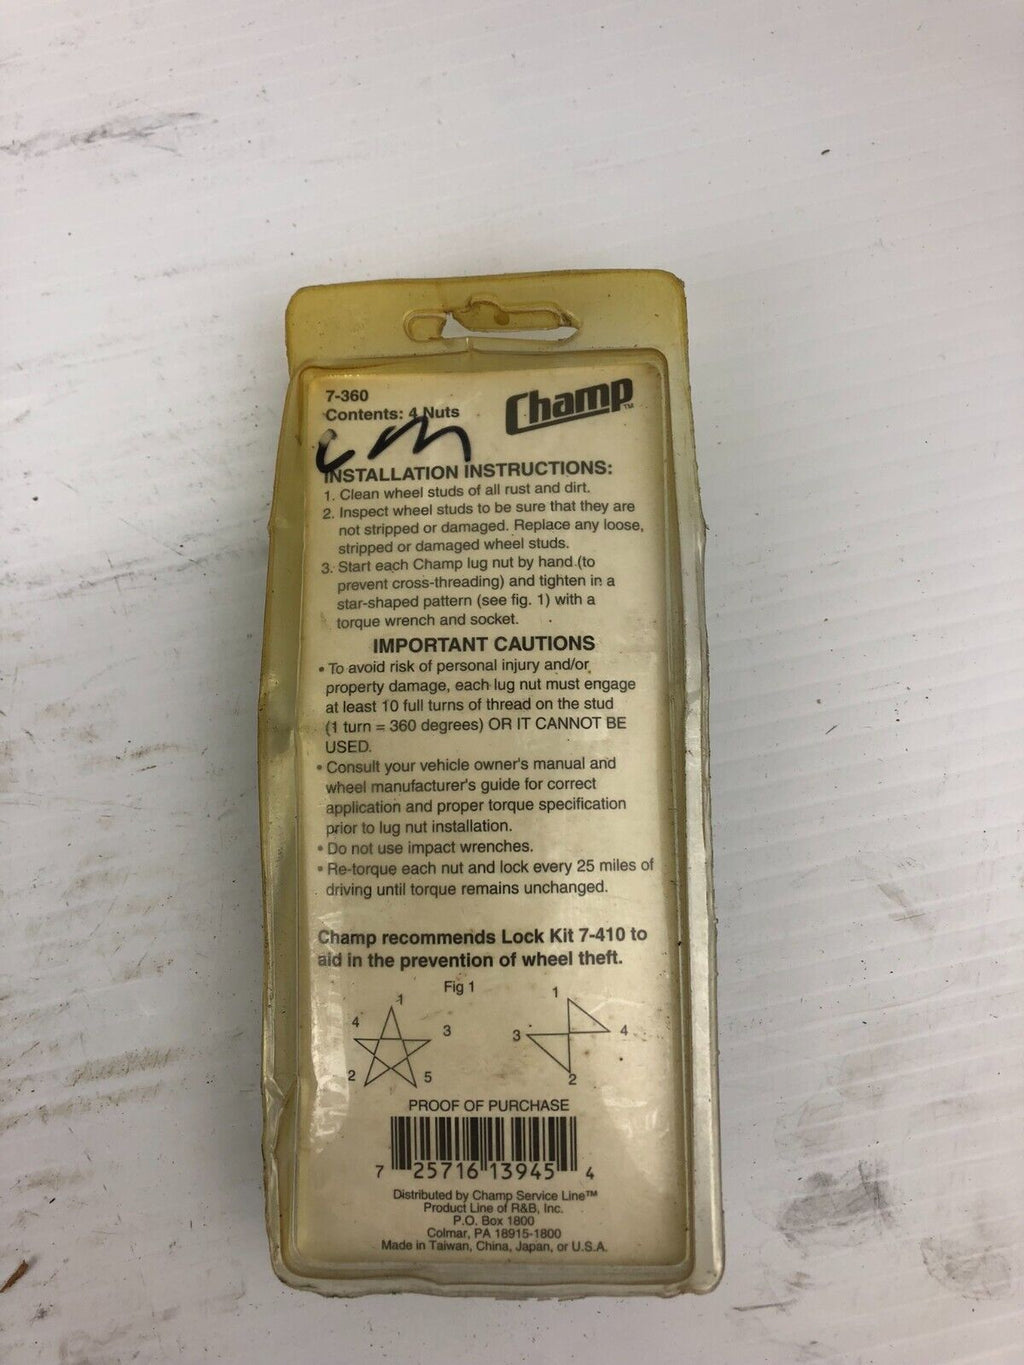 7-360
Contents: 4 Nuts
Champ™
INSTALLATION INSTRUCTIONS:
1. Clean wheel studs of all rust and dirt.
2. Inspect wheel studs to be sure that they are
not stripped or damaged. Replace any loose,
stripped or damaged wheel studs.
3. Start each Champ lug nut by hand (to
prevent cross-threading) and tighten in a
star-shaped pattern (see fig. 1) with a
torque wrench and socket.
IMPORTANT CAUTIONS
• To avoid risk of personal injury and/or
property damage, each lug nut must engage
at least 10 full turns of thread on the stud
(1 turn = 360 degrees) OR IT CANNOT BE
USED.
• Consult your vehicle owner's manual and
wheel manufacturer's guide for correct
application and proper torque specification
prior to lug nut installation.
• Do not use impact wrenches.
• Re-torque each nut and lock every 25 miles of
driving until torque remains unchanged.
Champ recommends Lock Kit 7-410 to
aid in the prevention of wheel theft.
Fig 1
1
4 3
2 5
1
3 4
2
PROOF OF PURCHASE
7 25716 13945 4
Distributed by Champ Service Line™
Product Line of R&B, Inc.
P.O. Box 1800
Colmar, PA 18915-1800
Made in Taiwan, China, Japan, or U.S.A.